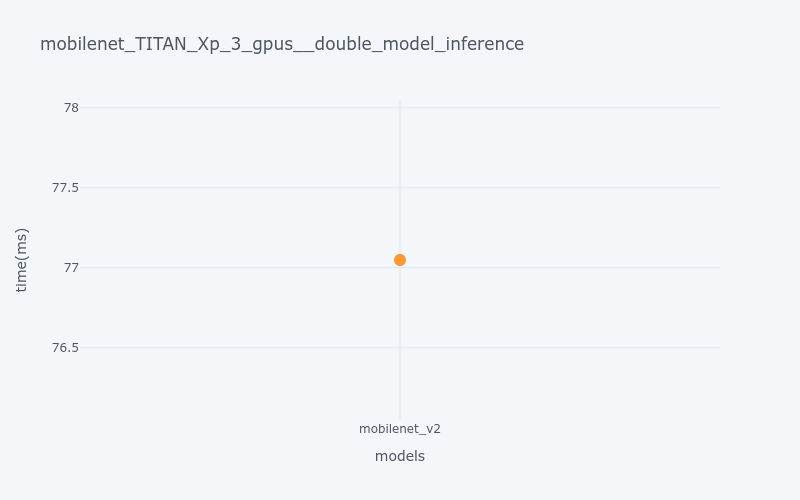 mobilenet_TITAN_Xp_3_gpus__double_model_inference
78
77.5
77
76.5
time(ms)
mobilenet_v2
models